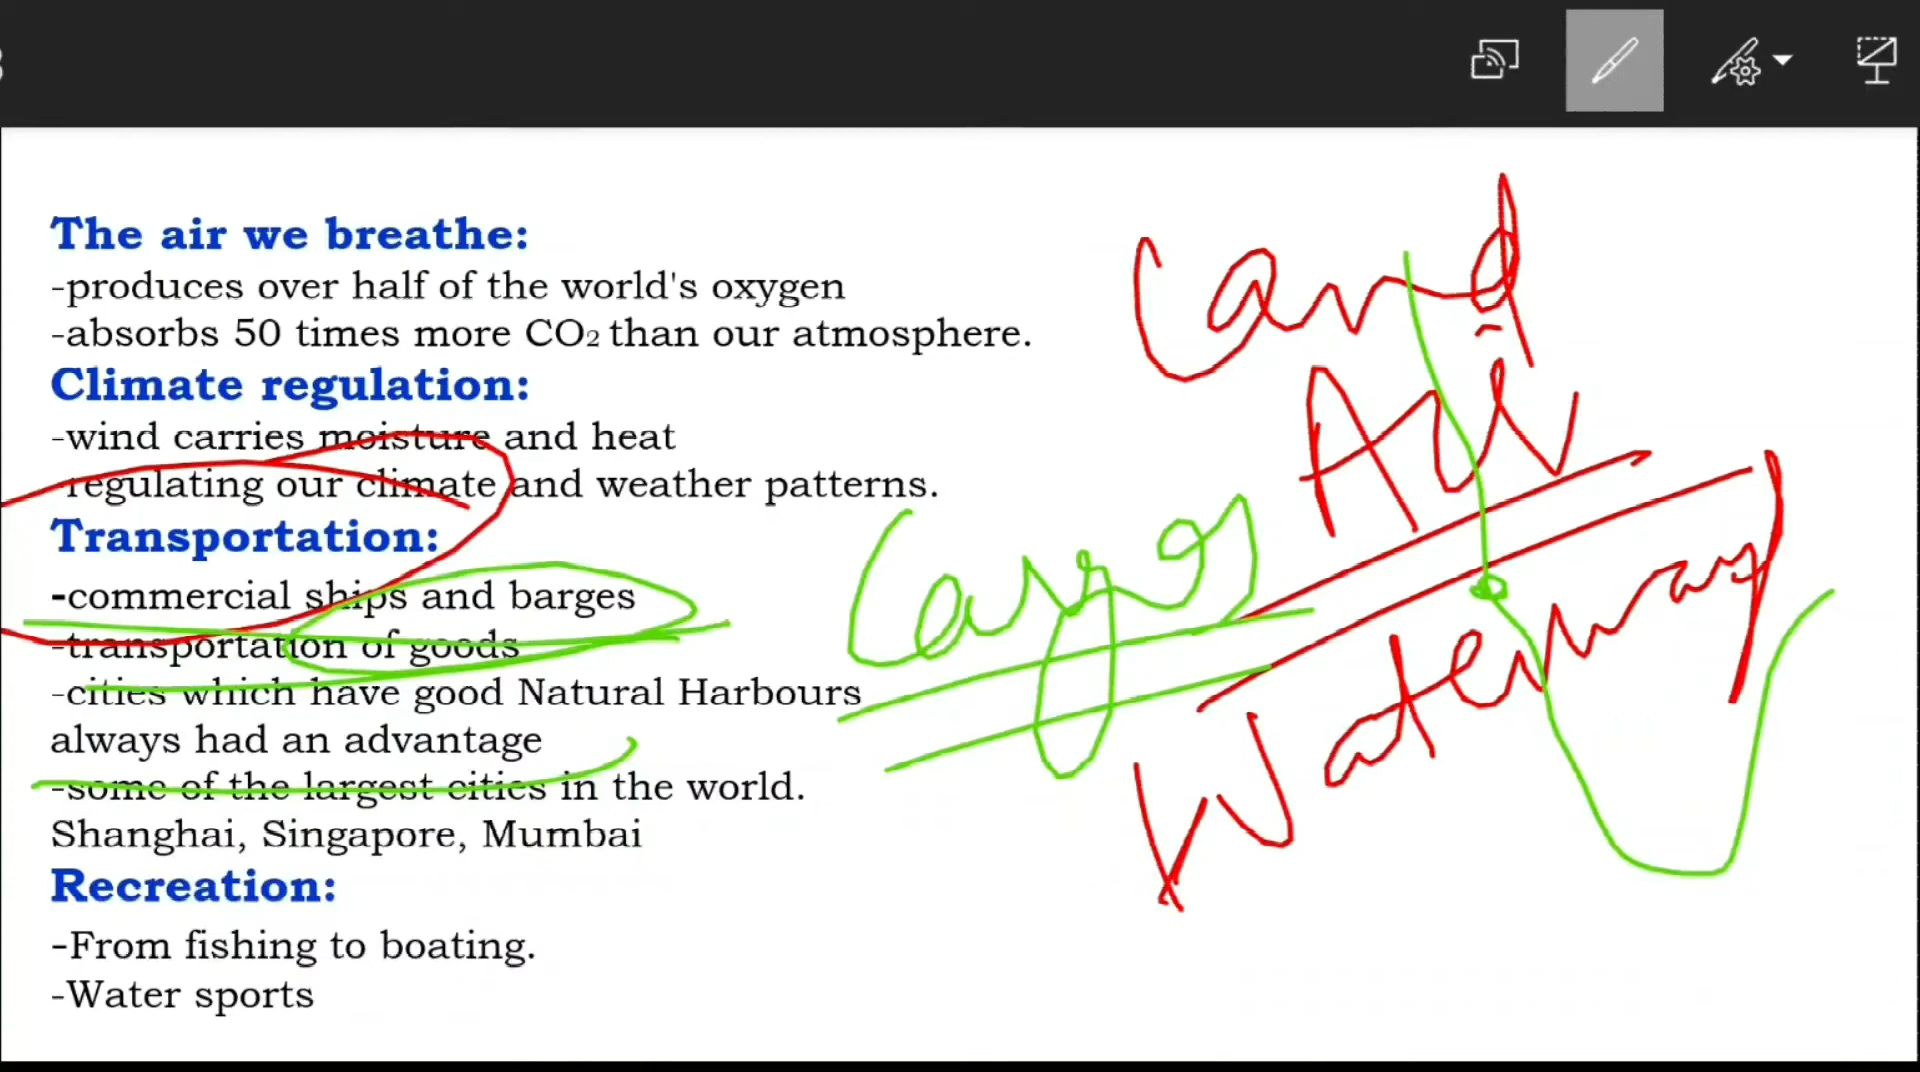 The air we breathe:
-produces over half of the world's oxygen
-absorbs 50 times more CO₂ than our atmosphere.
Climate regulation:
-wind carries moisture and heat
-regulating our climate and weather patterns.
Transportation:
-commercial ships and barges
-transportation of goods
-cities which have good Natural Harbours
always had an advantage
-some of the largest cities in the world.
Shanghai, Singapore, Mumbai
Recreation:
-From fishing to boating.
-Water sports
Land
Air
Cargos
Waterway